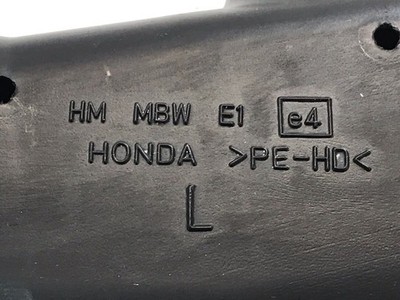 HM MBW E1 e4
HONDA >PE-HD<
L